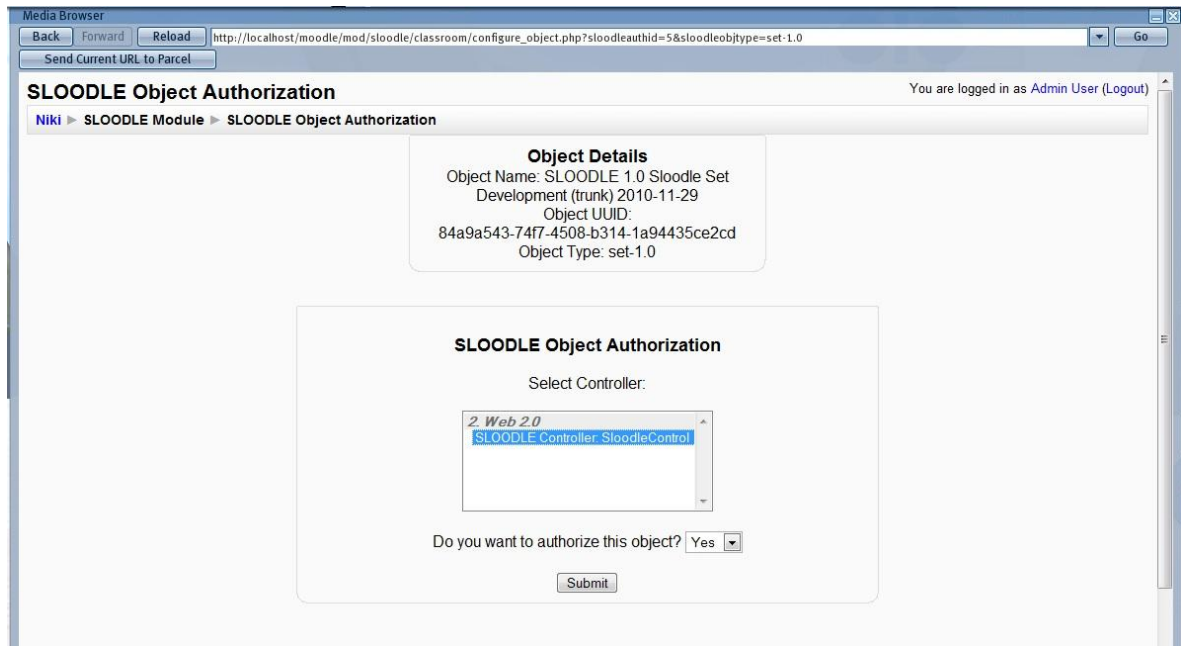 Media Browser
Back Forward Reload http://localhost/moodle/mod/sloodle/classroom/configure_object.php?sloodleauthid=5&sloodleobjtype=set-1.0 Go
Send Current URL to Parcel
SLOODLE Object Authorization
You are logged in as Admin User (Logout)
Niki ► SLOODLE Module ► SLOODLE Object Authorization
Object Details
Object Name: SLOODLE 1.0 Sloodle Set
Development (trunk) 2010-11-29
Object UUID:
84a9a543-74f7-4508-b314-1a94435ce2cd
Object Type: set-1.0
SLOODLE Object Authorization
Select Controller:
2. Web 2.0
SLOODLE Controller: SloodleControl
Do you want to authorize this object? Yes
Submit